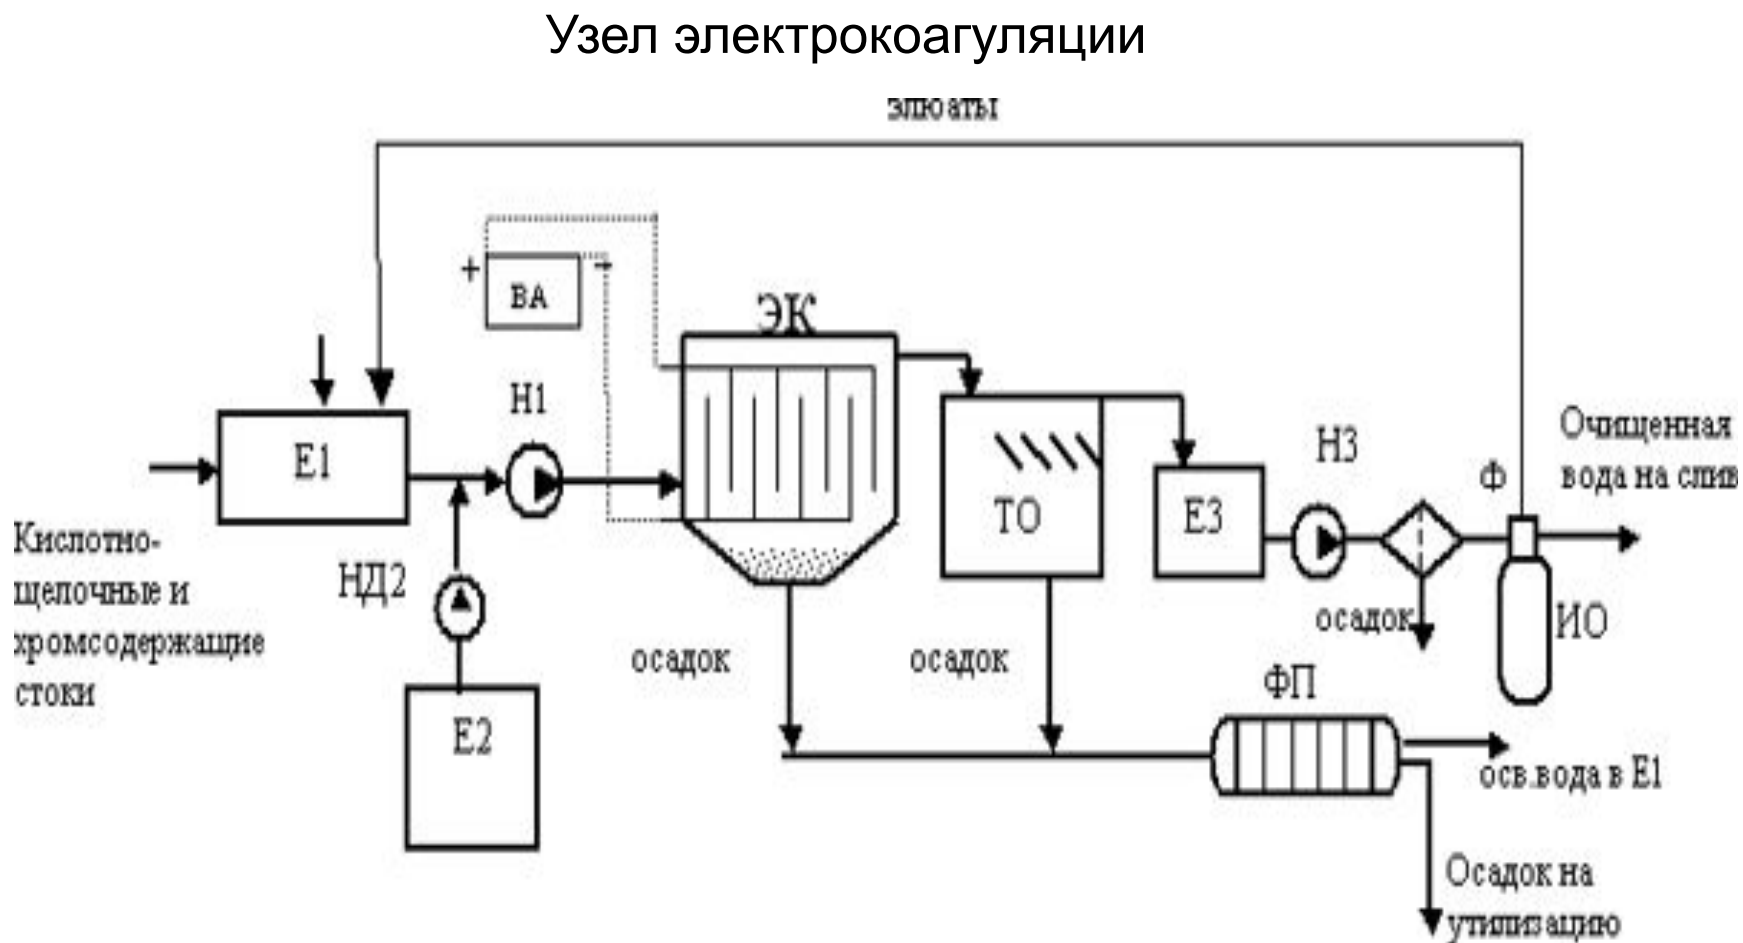 Узел электрокоагуляции
элюаты
+
-
ВА
ЭК
Н1
Е1
Н3
Ф
Очищенная
вода на слив
ТО
Е3
Кислотно-
щелочные и
хромсодержащие
стоки
НД2
осадок
осадок
осадок
ИО
ФП
Е2
осв.вода в Е1
Осадок на
утилизацию